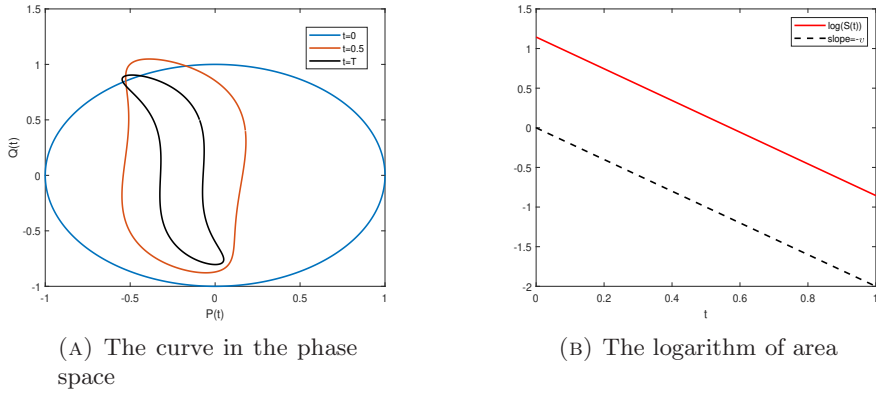 1.5
1
0.5
0
-0.5
-1
Q(t)
-1
-0.5
0
0.5
1
P(t)
t=0
t=0.5
t=T
(A) The curve in the phase
space
1.5
1
0.5
0
-0.5
-1
-1.5
-2
0
0.2
0.4
0.6
0.8
1
t
log(S(t))
slope=-υ
(B) The logarithm of area